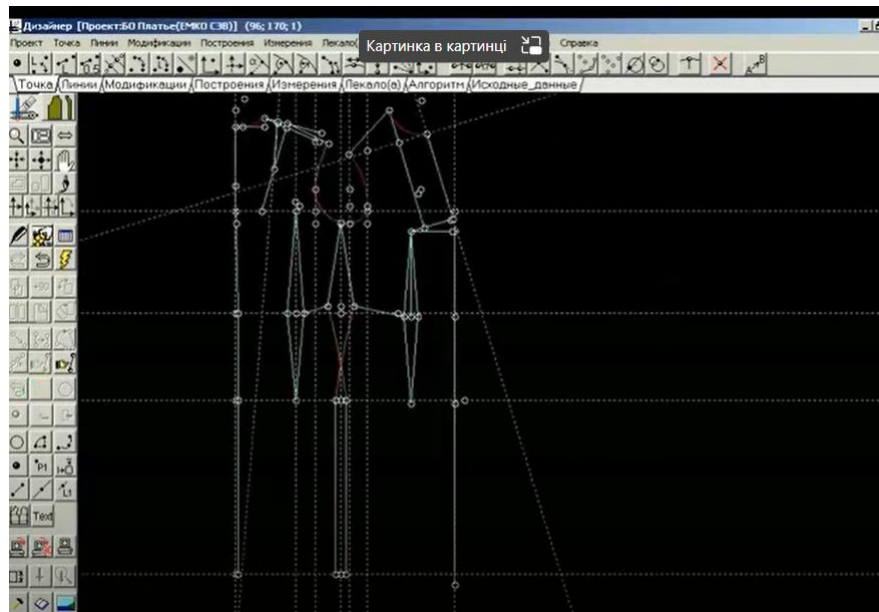 Дизайнер [Проект:БО Платье(ЕМКО СЭВ)] (96; 170; 1)
Проект Точка Линии Модификации Построения Измерения Лекало( Справка
Картинка в картинці
Точка Линии Модификации Построения Измерения Лекало(а) Алгоритм Исходные_данные
Text